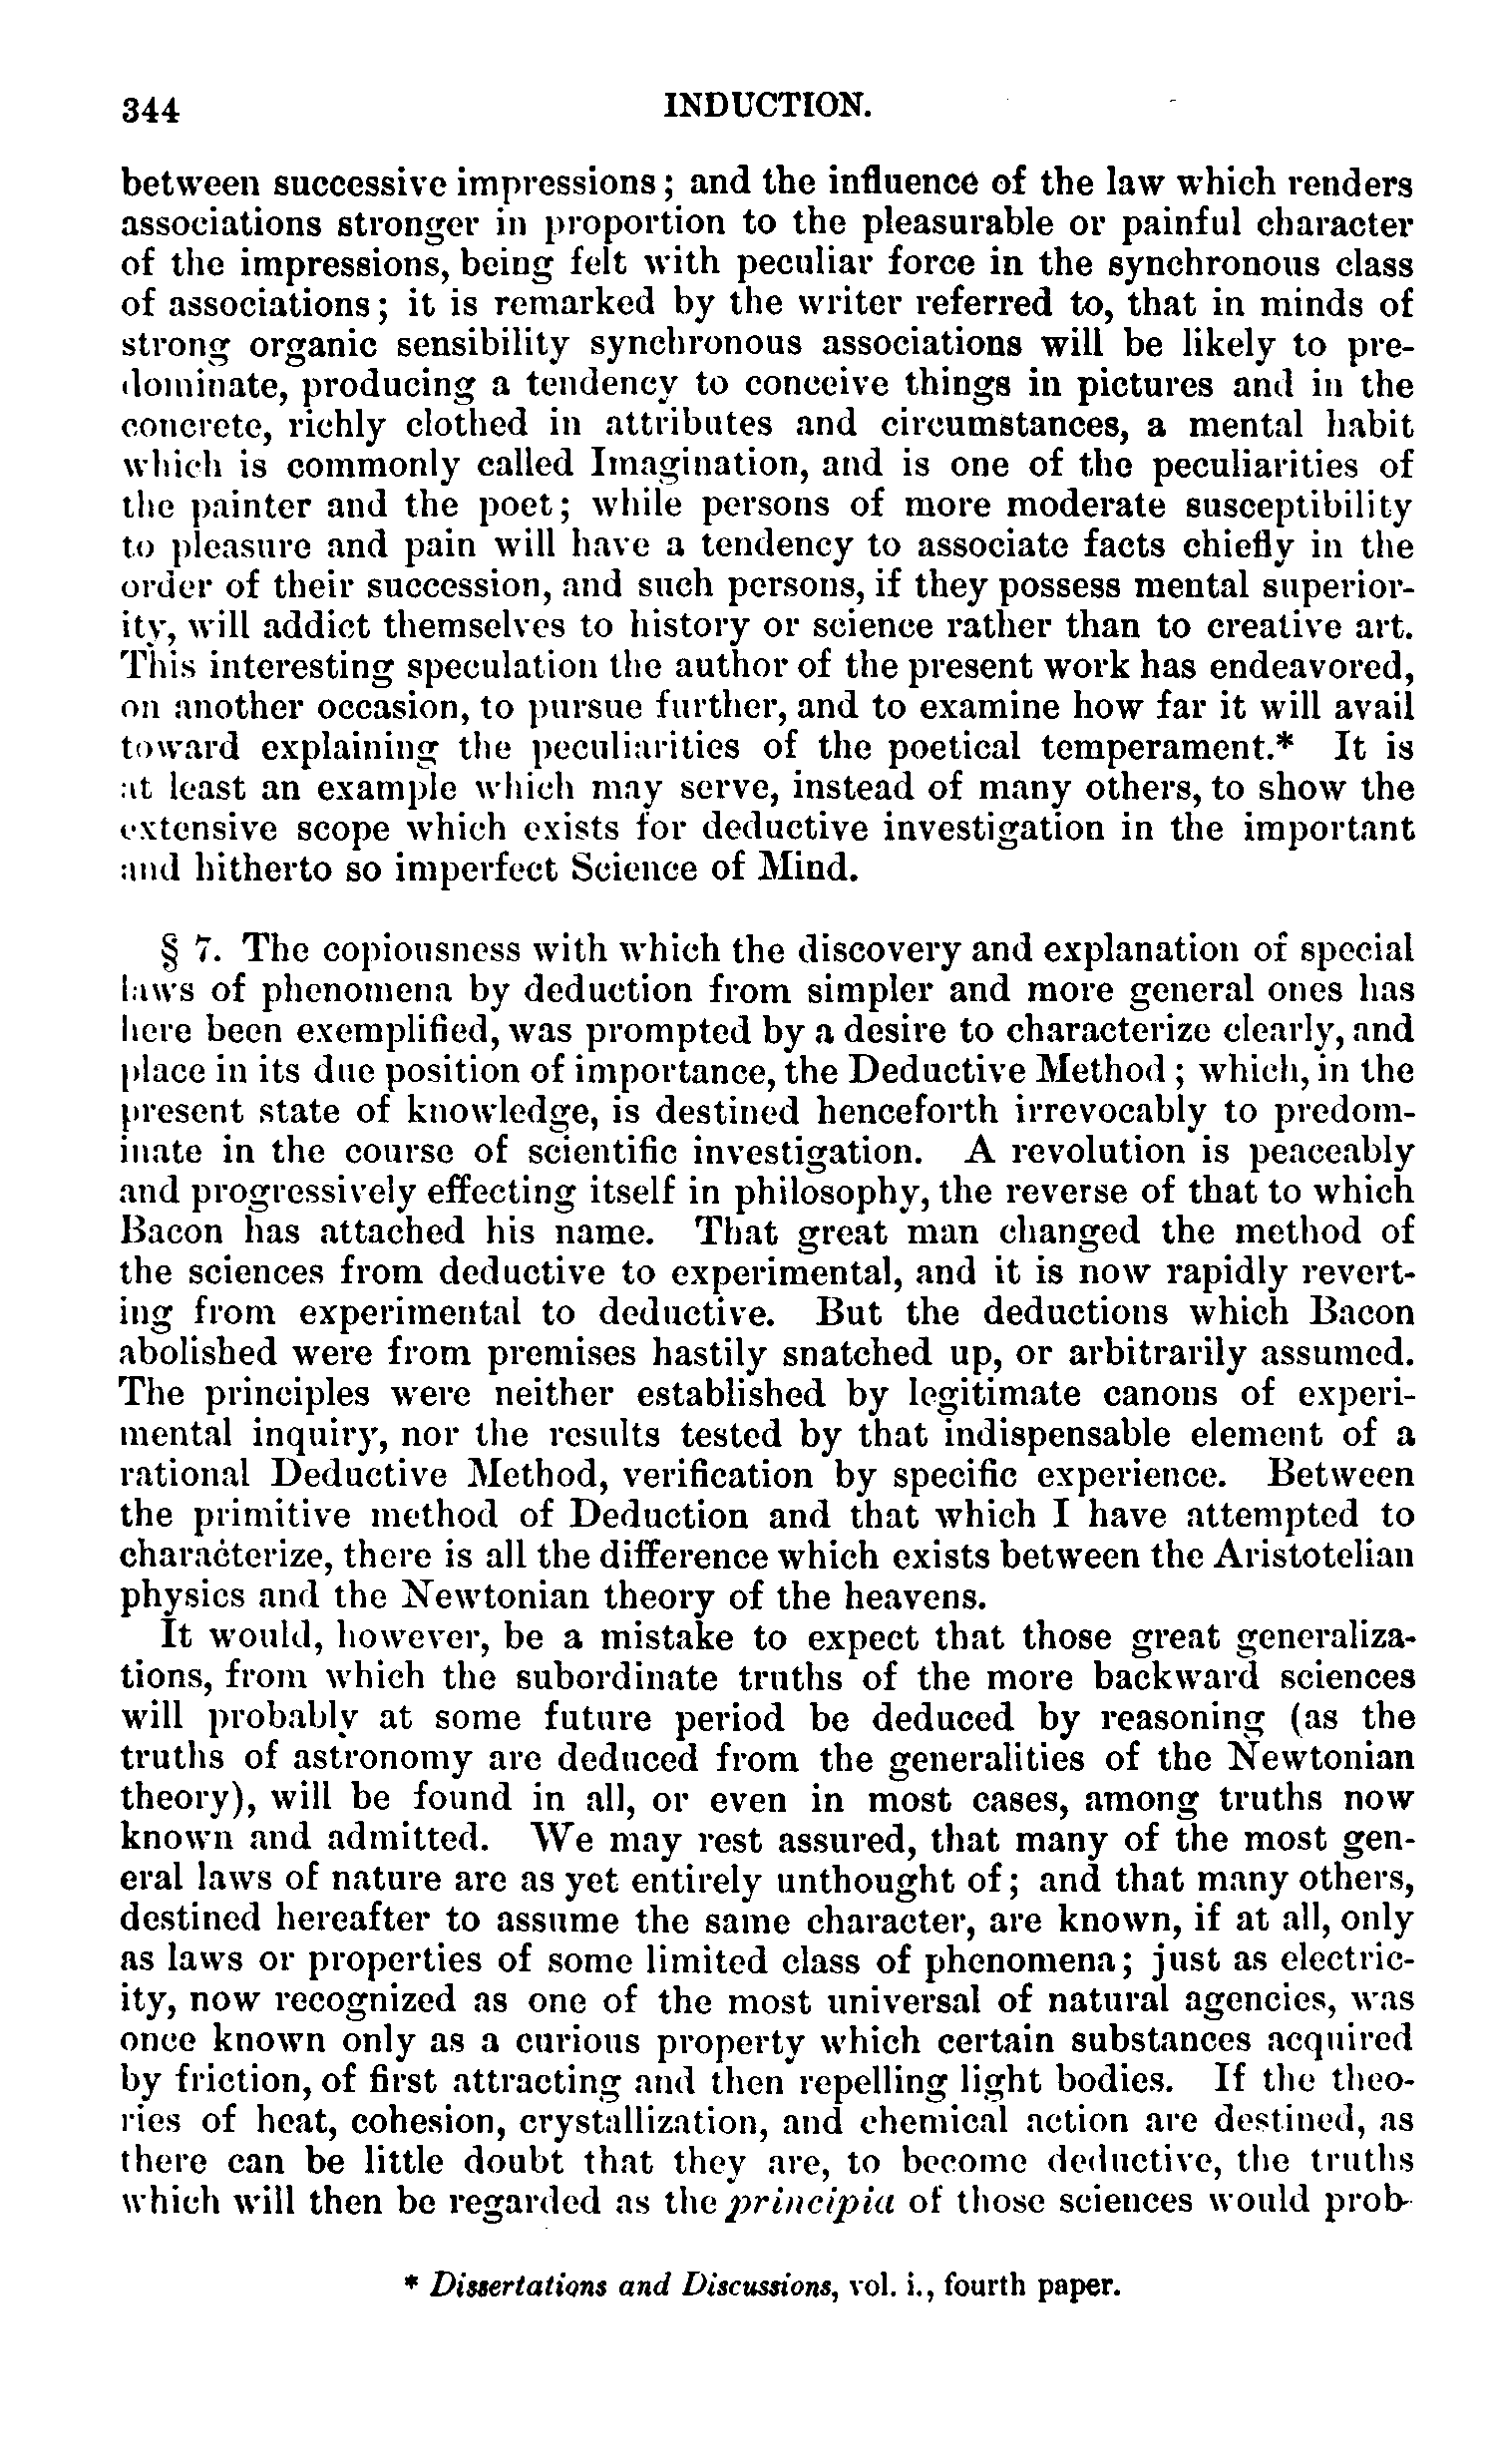 344 INDUCTION.
between successive impressions; and the influence of the law which renders
associations stronger in proportion to the pleasurable or painful character
of the impressions, being felt with peculiar force in the synchronous class
of associations; it is remarked by the writer referred to, that in minds of
strong organic sensibility synchronous associations will be likely to pre-
dominate, producing a tendency to conceive things in pictures and in the
concrete, richly clothed in attributes and circumstances, a mental habit
which is commonly called Imagination, and is one of the peculiarities of
the painter and the poet; while persons of more moderate susceptibility
to pleasure and pain will have a tendency to associate facts chiefly in the
order of their succession, and such persons, if they possess mental superior-
ity, will addict themselves to history or science rather than to creative art.
This interesting speculation the author of the present work has endeavored,
on another occasion, to pursue further, and to examine how far it will avail
toward explaining the peculiarities of the poetical temperament.* It is
at least an example which may serve, instead of many others, to show the
extensive scope which exists for deductive investigation in the important
and hitherto so imperfect Science of Mind.
§ 7. The copiousness with which the discovery and explanation of special
laws of phenomena by deduction from simpler and more general ones has
here been exemplified, was prompted by a desire to characterize clearly, and
place in its due position of importance, the Deductive Method; which, in the
present state of knowledge, is destined henceforth irrevocably to predom-
inate in the course of scientific investigation. A revolution is peaceably
and progressively effecting itself in philosophy, the reverse of that to which
Bacon has attached his name. That great man changed the method of
the sciences from deductive to experimental, and it is now rapidly revert-
ing from experimental to deductive. But the deductions which Bacon
abolished were from premises hastily snatched up, or arbitrarily assumed.
The principles were neither established by legitimate canons of experi-
mental inquiry, nor the results tested by that indispensable element of a
rational Deductive Method, verification by specific experience. Between
the primitive method of Deduction and that which I have attempted to
characterize, there is all the difference which exists between the Aristotelian
physics and the Newtonian theory of the heavens.
It would, however, be a mistake to expect that those great generaliza-
tions, from which the subordinate truths of the more backward sciences
will probably at some future period be deduced by reasoning (as the
truths of astronomy are deduced from the generalities of the Newtonian
theory), will be found in all, or even in most cases, among truths now
known and admitted. We may rest assured, that many of the most gen-
eral laws of nature are as yet entirely unthought of; and that many others,
destined hereafter to assume the same character, are known, if at all, only
as laws or properties of some limited class of phenomena; just as electric-
ity, now recognized as one of the most universal of natural agencies, was
once known only as a curious property which certain substances acquired
by friction, of first attracting and then repelling light bodies. If the theo-
ries of heat, cohesion, crystallization, and chemical action are destined, as
there can be little doubt that they are, to become deductive, the truths
which will then be regarded as the principia of those sciences would prob-
* Dissertations and Discussions, vol. i., fourth paper.